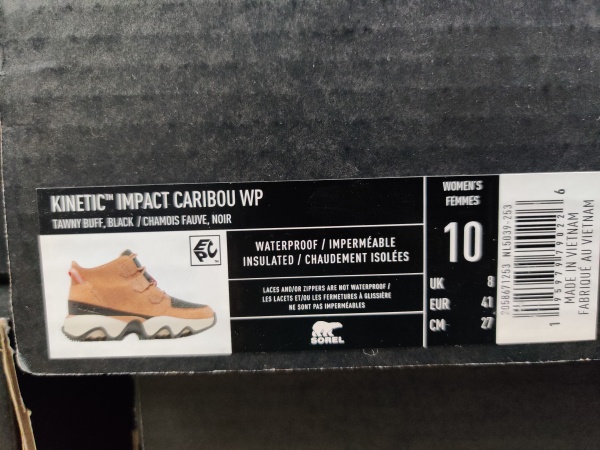 KINETIC™ IMPACT CARIBOU WP
TAWNY BUFF, BLACK / CHAMOIS FAUVE, NOIR
EPC
WATERPROOF / IMPERMÉABLE
INSULATED / CHAUDEMENT ISOLÉES
LACES AND/OR ZIPPERS ARE NOT WATERPROOF /
LES LACETS ET/OU LES FERMETURES À GLISSIÈRE
NE SONT PAS IMPERMÉABLES
SOREL
WOMEN'S
FEMMES
10
UK 8
EUR 41
CM 27
NL5039-253
MADE IN VIETNAM
FABRIQUÉ AU VIETNAM